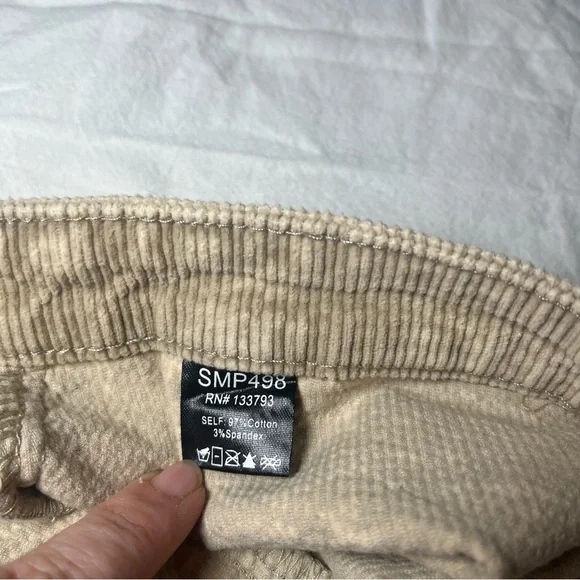 SMP498
RN# 133793
SELF: 97%Cotton
3%Spandex